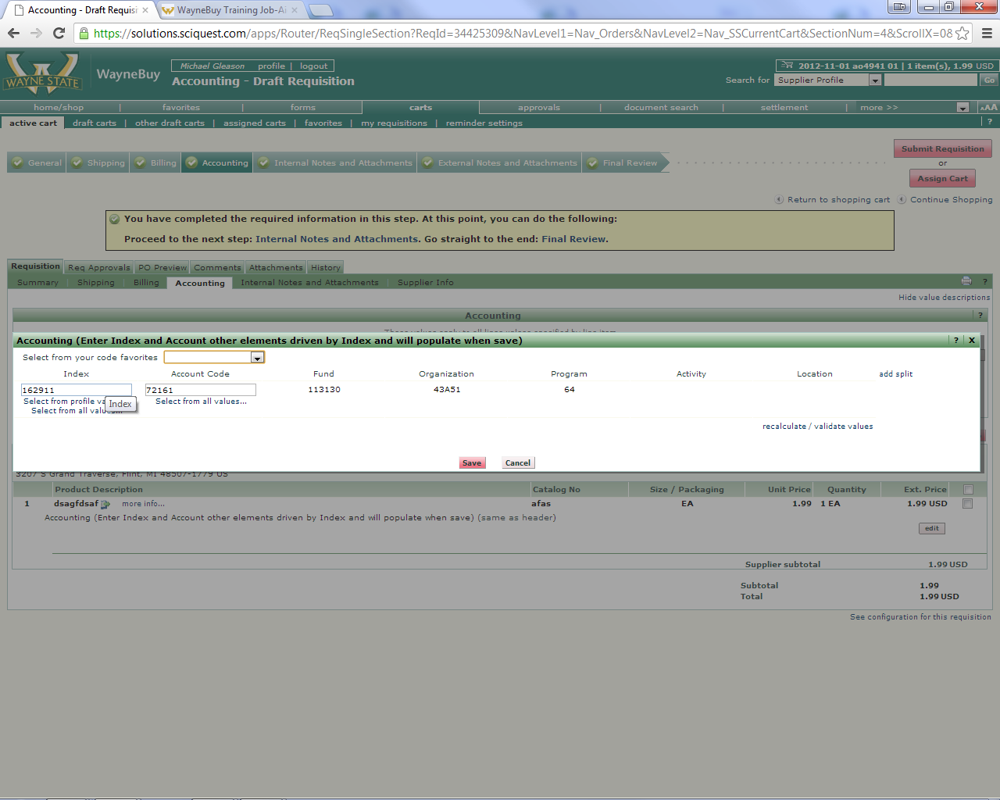 Accounting - Draft Requisi
WayneBuy Training Job-Ai
https://solutions.sciquest.com/apps/Router/ReqSingleSection?ReqId=34425309&NavLevel1=Nav_Orders&NavLevel2=Nav_SSCurrentCart&SectionNum=4&ScrollX=08
WAYNE STATE
WayneBuy
Michael Gleason profile | logout
2012-11-01 ao4941 01 | 1 item(s), 1.99 USD
Accounting - Draft Requisition
Search for Supplier Profile Go
home/shop | favorites | forms carts approvals | document search | settlement | more >> AAA
active cart draft carts | other draft carts | assigned carts | favorites | my requisitions | reminder settings | ?
Submit Requisition
General Shipping Billing Accounting Internal Notes and Attachments External Notes and Attachments Final Review
or
Assign Cart
Return to shopping cart Continue Shopping
You have completed the required information in this step. At this point, you can do the following:
Proceed to the next step: Internal Notes and Attachments. Go straight to the end: Final Review.
Requisition Req Approvals PO Preview Comments Attachments History
Summary Shipping Billing Accounting Internal Notes and Attachments Supplier Info ?
Hide value descriptions
Accounting ?
Accounting (Enter Index and Account other elements driven by Index and will populate when save) ? X
Select from your code favorites
Index Account Code Fund Organization Program Activity Location add split
162911 72161 113130 43A51 64
Select from profile va Select from all values...
Index
Select from all values...
recalculate / validate values
Save Cancel
3207 S Grand Traverse, Flint, MI 48507-1779 US
Product Description Catalog No Size / Packaging Unit Price Quantity Ext. Price
1 dsagfdsaf more info... afas EA 1.99 1 EA 1.99 USD
Accounting (Enter Index and Account other elements driven by Index and will populate when save) (same as header)
edit
Supplier subtotal 1.99 USD
Subtotal 1.99
Total 1.99 USD
See configuration for this requisition